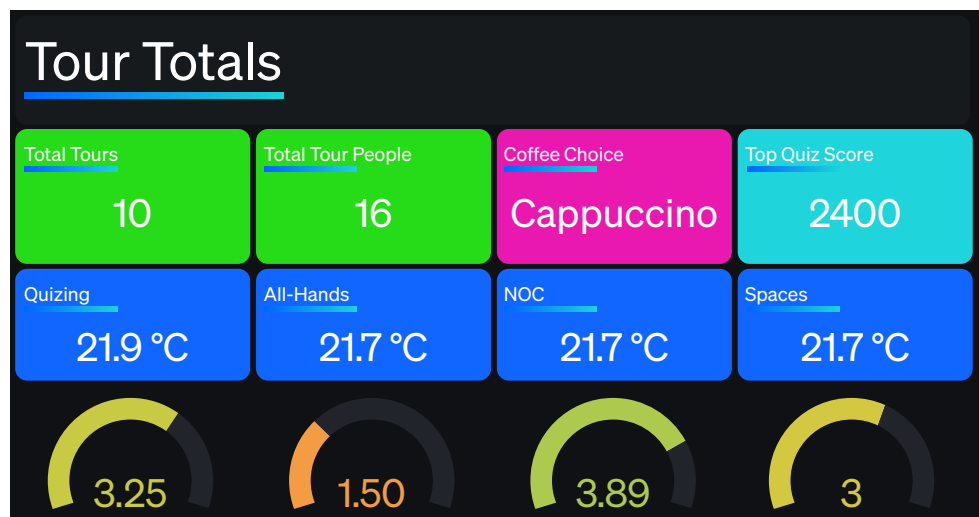 Tour Totals
Total Tours
Total Tour People
Coffee Choice
Top Quiz Score
10
16
Cappuccino
2400
Quizing
All-Hands
NOC
Spaces
21.9 °C
21.7 °C
21.7 °C
21.7 °C
3.25
1.50
3.89
3